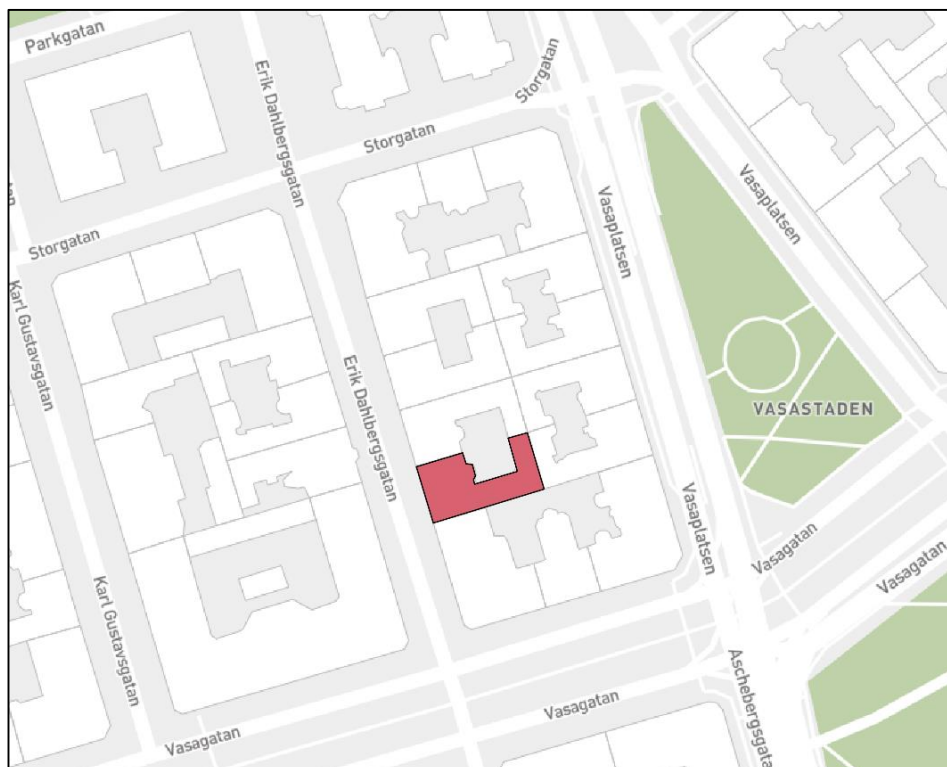 Parkgatan
Erik Dahlbergsgatan
Storgatan
Storgatan
Storgatan
Vasaplatsen
Vasaplatsen
Karl Gustavsgatan
Erik Dahlbergsgatan
VASASTADEN
Vasaplatsen
Vasagatan
Vasagatan
Karl Gustavsgatan
Aschebergsgata
Vasagatan
Vasagatan